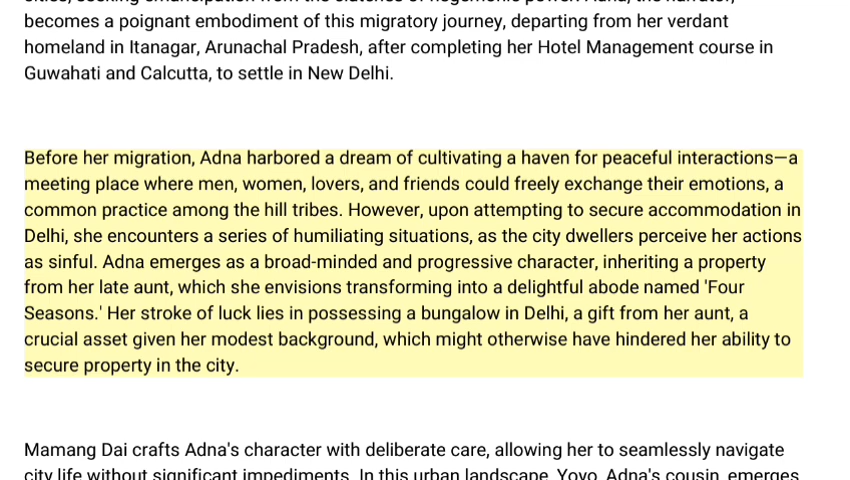 becomes a poignant embodiment of this migratory journey, departing from her verdant
homeland in Itanagar, Arunachal Pradesh, after completing her Hotel Management course in
Guwahati and Calcutta, to settle in New Delhi.
Before her migration, Adna harbored a dream of cultivating a haven for peaceful interactions—a
meeting place where men, women, lovers, and friends could freely exchange their emotions, a
common practice among the hill tribes. However, upon attempting to secure accommodation in
Delhi, she encounters a series of humiliating situations, as the city dwellers perceive her actions
as sinful. Adna emerges as a broad-minded and progressive character, inheriting a property
from her late aunt, which she envisions transforming into a delightful abode named 'Four
Seasons.' Her stroke of luck lies in possessing a bungalow in Delhi, a gift from her aunt, a
crucial asset given her modest background, which might otherwise have hindered her ability to
secure property in the city.
Mamang Dai crafts Adna's character with deliberate care, allowing her to seamlessly navigate
city life without significant impediments. In this urban landscape, Yoyo, Adna's cousin, emerges